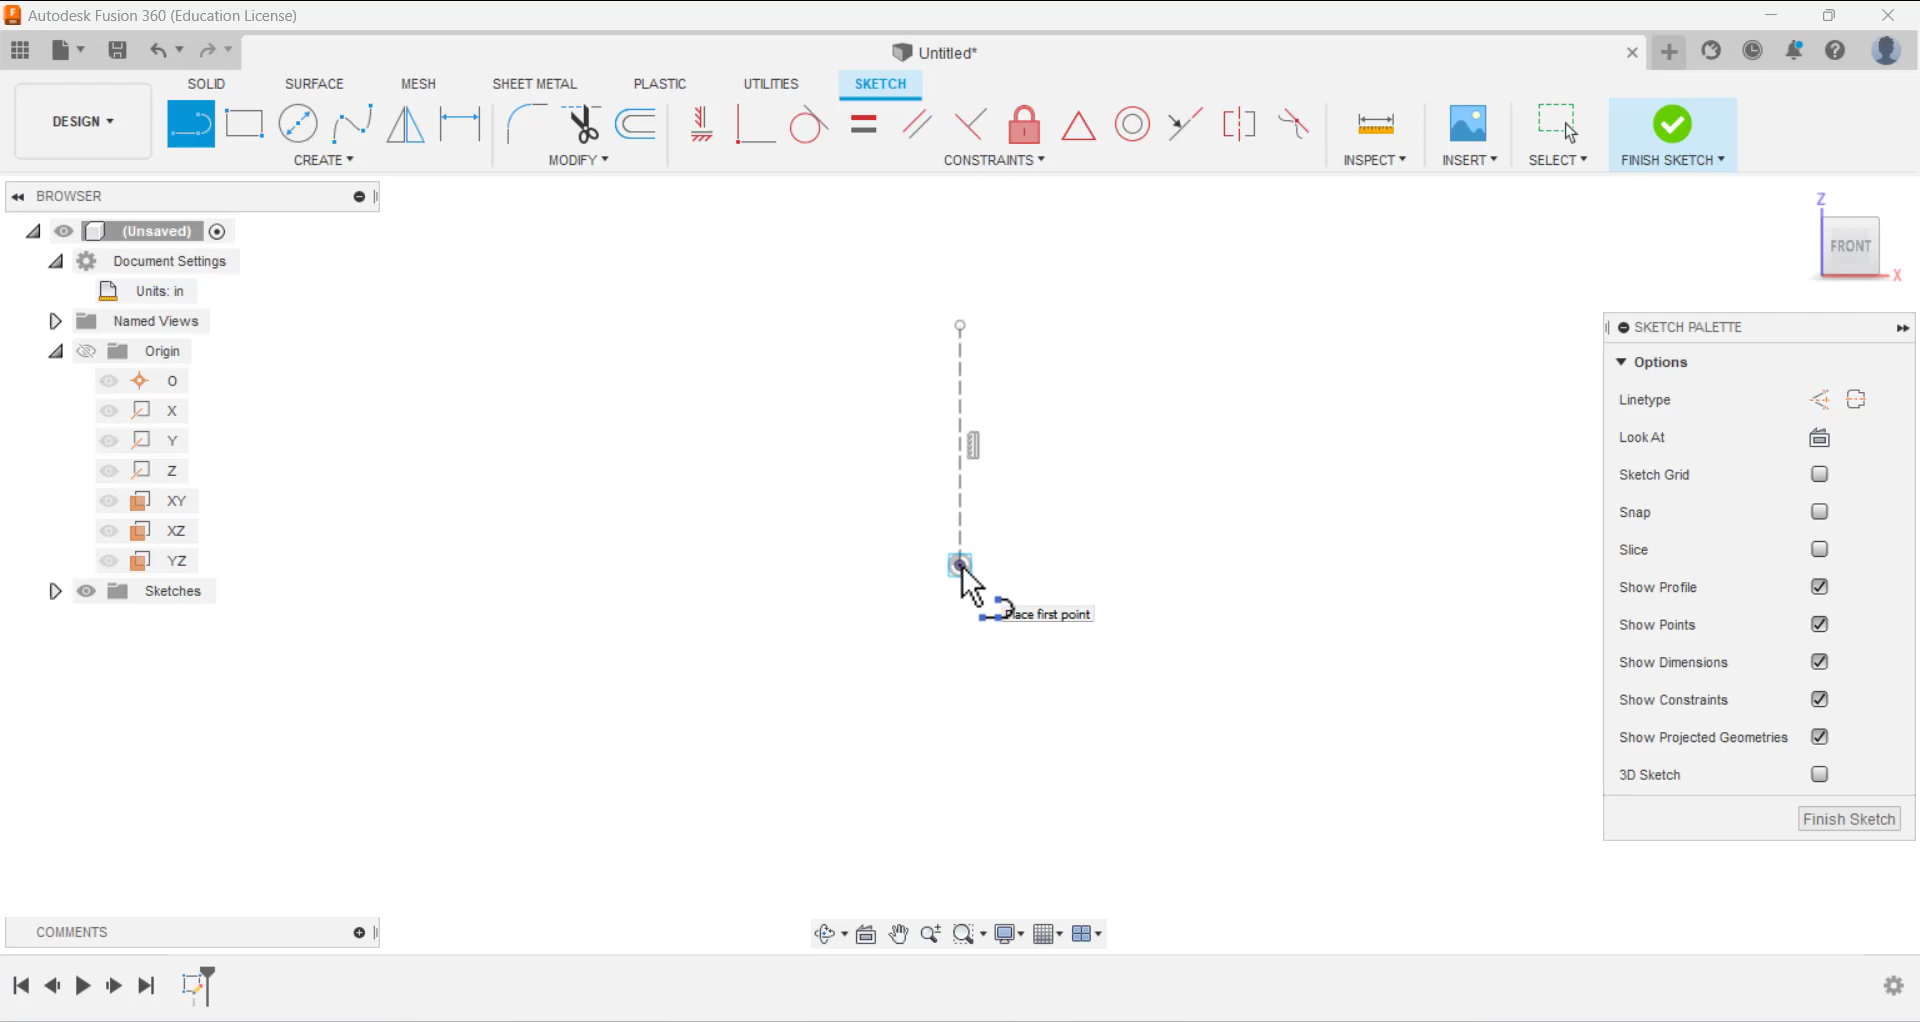 Autodesk Fusion 360 (Education License)
Untitled*
SOLID
SURFACE
MESH
SHEET METAL
PLASTIC
UTILITIES
SKETCH
DESIGN
CREATE
MODIFY
CONSTRAINTS
INSPECT
INSERT
SELECT
FINISH SKETCH
BROWSER
(Unsaved)
Document Settings
Units: in
Named Views
Origin
O
X
Y
Z
XY
XZ
YZ
Sketches
Z
FRONT
X
Place first point
SKETCH PALETTE
Options
Linetype
Look At
Sketch Grid
Snap
Slice
Show Profile
Show Points
Show Dimensions
Show Constraints
Show Projected Geometries
3D Sketch
Finish Sketch
COMMENTS